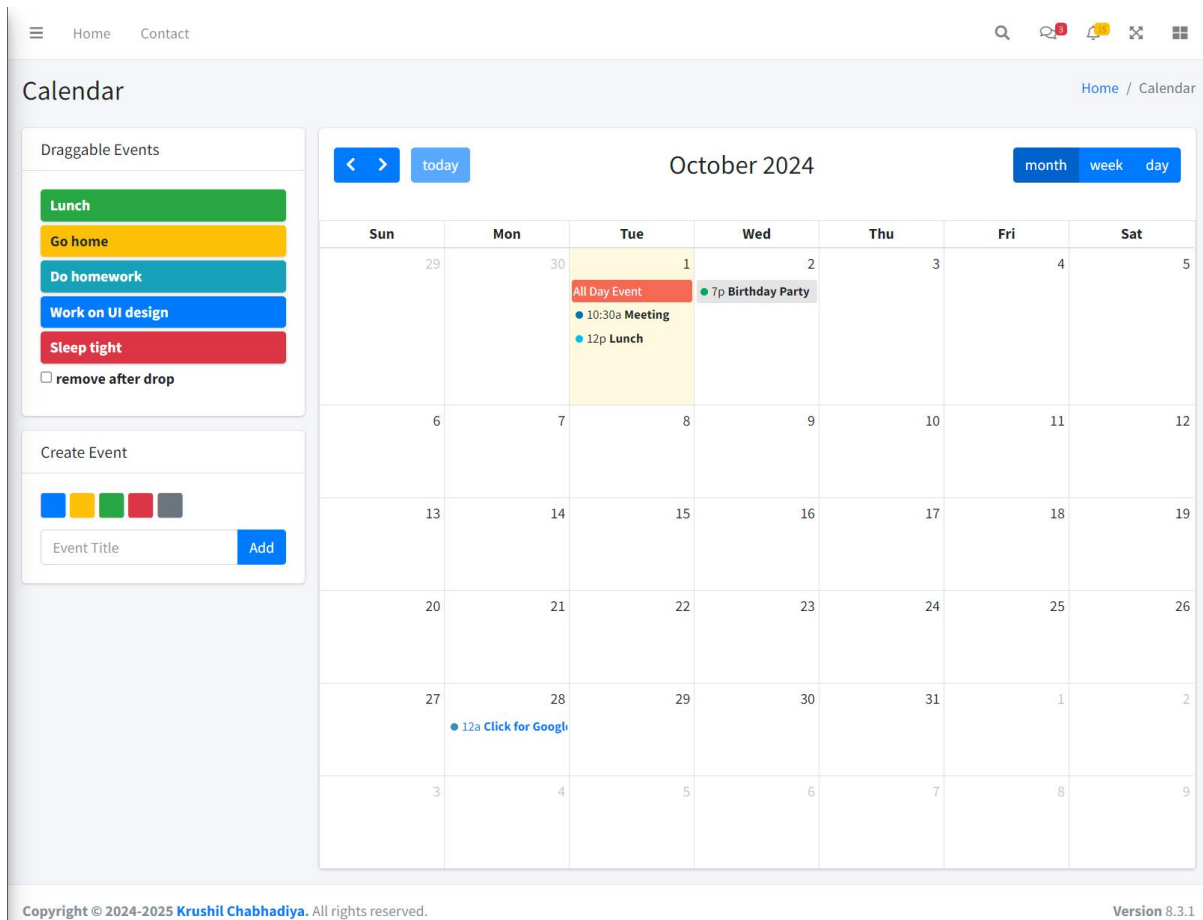 Home Contact 3 15
Calendar
Home / Calendar
Draggable Events
Lunch
Go home
Do homework
Work on UI design
Sleep tight
remove after drop
Create Event
Event Title Add
today October 2024 month week day
Sun Mon Tue Wed Thu Fri Sat
29 30 1 2 3 4 5
All Day Event 7p Birthday Party
10:30a Meeting
12p Lunch
6 7 8 9 10 11 12
13 14 15 16 17 18 19
20 21 22 23 24 25 26
27 28 29 30 31 1 2
12a Click for Google
3 4 5 6 7 8 9
Copyright © 2024-2025 Krushil Chabhadiya. All rights reserved. Version 8.3.1